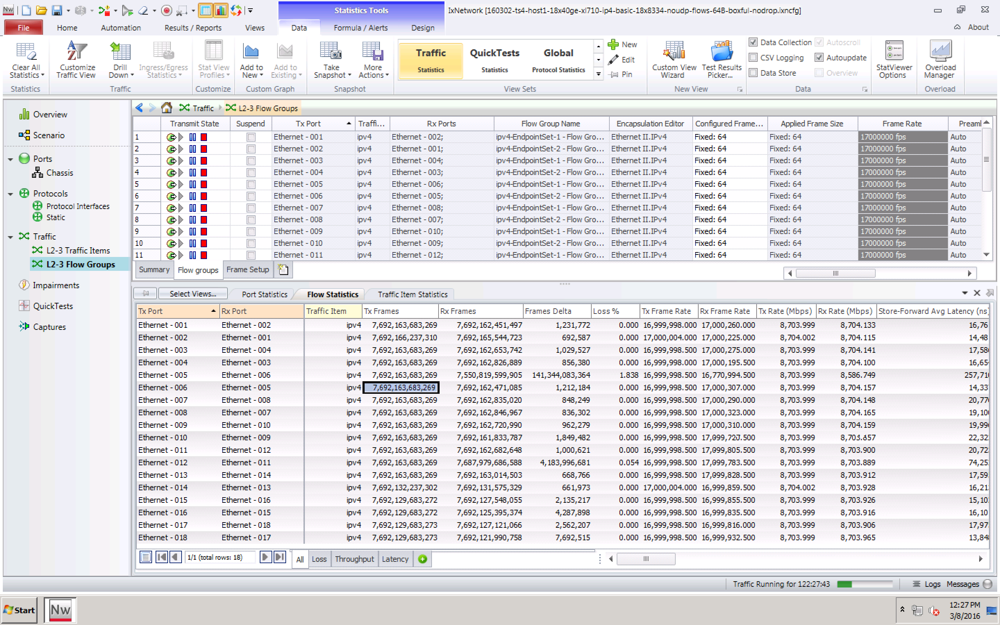 Nw
Statistics Tools
IxNetwork [160302-ts4-host1-18x40ge-xl710-ip4-basic-18x8334-noudp-flows-64B-boxful-nodrop.ixncfg]
File Home Automation Results / Reports Views Data Formula / Alerts Design About
Clear All Statistics Customize Traffic View Drill Down Ingress/Egress Statistics Stat View Profiles Add to New Add to Existing Take Snapshot More Actions
Traffic Statistics QuickTests Statistics Global Protocol Statistics
New
Edit
Pin
Custom View Wizard Test Results Picker...
Data Collection Autoscroll
CSV Logging Autoupdate
Data Store Overview
StatViewer Options Overload Manager
Statistics Traffic Customize Custom Graph Snapshot View Sets New View Data Overload
Overview
Scenario
Ports
Chassis
Protocols
Protocol Interfaces
Static
Traffic
L2-3 Traffic Items
L2-3 Flow Groups
Impairments
QuickTests
Captures
Traffic L2-3 Flow Groups
Transmit State Suspend Tx Port Traffi... Rx Ports Flow Group Name Encapsulation Editor Configured Frame... Applied Frame Size Frame Rate Preaml
1 Ethernet - 001 ipv4 Ethernet - 002; ipv4-EndpointSet-1 - Flow Gro... Ethernet II.IPv4 Fixed: 64 Fixed: 64 17000000 fps Auto
2 Ethernet - 002 ipv4 Ethernet - 001; ipv4-EndpointSet-2 - Flow Gro... Ethernet II.IPv4 Fixed: 64 Fixed: 64 17000000 fps Auto
3 Ethernet - 003 ipv4 Ethernet - 004; ipv4-EndpointSet-1 - Flow Gro... Ethernet II.IPv4 Fixed: 64 Fixed: 64 17000000 fps Auto
4 Ethernet - 004 ipv4 Ethernet - 003; ipv4-EndpointSet-2 - Flow Gro... Ethernet II.IPv4 Fixed: 64 Fixed: 64 17000000 fps Auto
5 Ethernet - 005 ipv4 Ethernet - 006; ipv4-EndpointSet-1 - Flow Gro... Ethernet II.IPv4 Fixed: 64 Fixed: 64 17000000 fps Auto
6 Ethernet - 006 ipv4 Ethernet - 005; ipv4-EndpointSet-2 - Flow Gro... Ethernet II.IPv4 Fixed: 64 Fixed: 64 17000000 fps Auto
7 Ethernet - 007 ipv4 Ethernet - 008; ipv4-EndpointSet-1 - Flow Gro... Ethernet II.IPv4 Fixed: 64 Fixed: 64 17000000 fps Auto
8 Ethernet - 008 ipv4 Ethernet - 007; ipv4-EndpointSet-2 - Flow Gro... Ethernet II.IPv4 Fixed: 64 Fixed: 64 17000000 fps Auto
9 Ethernet - 009 ipv4 Ethernet - 010; ipv4-EndpointSet-1 - Flow Gro... Ethernet II.IPv4 Fixed: 64 Fixed: 64 17000000 fps Auto
10 Ethernet - 010 ipv4 Ethernet - 009; ipv4-EndpointSet-2 - Flow Gro... Ethernet II.IPv4 Fixed: 64 Fixed: 64 17000000 fps Auto
11 Ethernet - 011 ipv4 Ethernet - 012; ipv4-EndpointSet-1 - Flow Gro... Ethernet II.IPv4 Fixed: 64 Fixed: 64 17000000 fps Auto
Summary Flow groups Frame Setup
Select Views... Port Statistics Flow Statistics Traffic Item Statistics
Tx Port Rx Port Traffic Item Tx Frames Rx Frames Frames Delta Loss % Tx Frame Rate Rx Frame Rate Tx Rate (Mbps) Rx Rate (Mbps) Store-Forward Avg Latency (ns)
Ethernet - 001 Ethernet - 002 ipv4 7,692,163,683,269 7,692,162,451,497 1,231,772 0.000 16,999,998.000 17,000,260.000 8,703.999 8,704.133 16,76
Ethernet - 002 Ethernet - 001 ipv4 7,692,166,237,310 7,692,165,544,723 692,587 0.000 17,000,004.000 17,000,225.000 8,704.002 8,704.115 14,48
Ethernet - 003 Ethernet - 004 ipv4 7,692,163,683,269 7,692,162,653,742 1,029,527 0.000 16,999,998.500 17,000,275.000 8,703.999 8,704.141 17,58
Ethernet - 004 Ethernet - 003 ipv4 7,692,163,683,269 7,692,162,826,889 856,380 0.000 16,999,998.000 17,000,195.500 8,703.999 8,704.100 16,65
Ethernet - 005 Ethernet - 006 ipv4 7,692,163,683,269 7,550,819,599,905 141,344,083,364 1.838 16,999,998.500 16,770,994.500 8,703.999 8,586.749 257,71
Ethernet - 006 Ethernet - 005 ipv4 7,692,163,683,269 7,692,162,471,085 1,212,184 0.000 16,999,998.500 17,000,307.000 8,703.999 8,704.157 14,33
Ethernet - 007 Ethernet - 008 ipv4 7,692,163,683,269 7,692,162,835,020 848,249 0.000 16,999,998.500 17,000,290.000 8,703.999 8,704.148 20,77
Ethernet - 008 Ethernet - 007 ipv4 7,692,163,683,269 7,692,162,846,967 836,302 0.000 16,999,998.500 17,000,323.000 8,703.999 8,704.165 19,10
Ethernet - 009 Ethernet - 010 ipv4 7,692,163,683,269 7,692,162,720,990 962,279 0.000 16,999,998.500 17,000,310.000 8,703.999 8,704.159 19,99
Ethernet - 010 Ethernet - 009 ipv4 7,692,163,683,269 7,692,161,833,787 1,849,482 0.000 16,999,998.500 8,703.999 22,32
Ethernet - 011 Ethernet - 012 ipv4 7,692,163,683,269 7,692,162,682,648 1,000,621 0.000 16,999,998.500 8,703.999 8,703.900 20,72
Ethernet - 012 Ethernet - 011 ipv4 7,692,163,683,269 7,687,979,686,588 4,183,996,681 0.054 16,999,998.500 8,703.999 8,703.889 74,25
Ethernet - 013 Ethernet - 014 ipv4 7,692,163,683,269 7,692,163,014,503 668,766 0.000 16,999,998.500 8,703.999 8,703.912 17,59
Ethernet - 014 Ethernet - 013 ipv4 7,692,132,237,302 7,692,131,575,329 661,973 0.000 17,000,004.000 16,999,859.500 8,704.002 8,703.928 16,21
Ethernet - 015 Ethernet - 016 ipv4 7,692,129,683,272 7,692,127,548,055 2,135,217 0.000 16,999,998.500 16,999,855.500 8,703.999 8,703.926 15,10
Ethernet - 016 Ethernet - 015 ipv4 7,692,129,683,272 7,692,125,395,374 4,287,898 0.000 16,999,998.500 16,999,835.500 8,703.999 8,703.916 16,10
Ethernet - 017 Ethernet - 018 ipv4 7,692,129,683,273 7,692,127,121,066 2,562,207 0.000 16,999,998.500 16,999,816.000 8,703.999 8,703.906 17,97
Ethernet - 018 Ethernet - 017 ipv4 7,692,129,683,273 7,692,121,990,758 7,692,515 0.000 16,999,998.500 16,999,932.500 8,703.999 8,703.965 13,84
1/1 (total rows: 18) All Loss Throughput Latency
Traffic Running for 122:27:43 Logs Messages
Start Nw 12:27 PM
3/8/2016